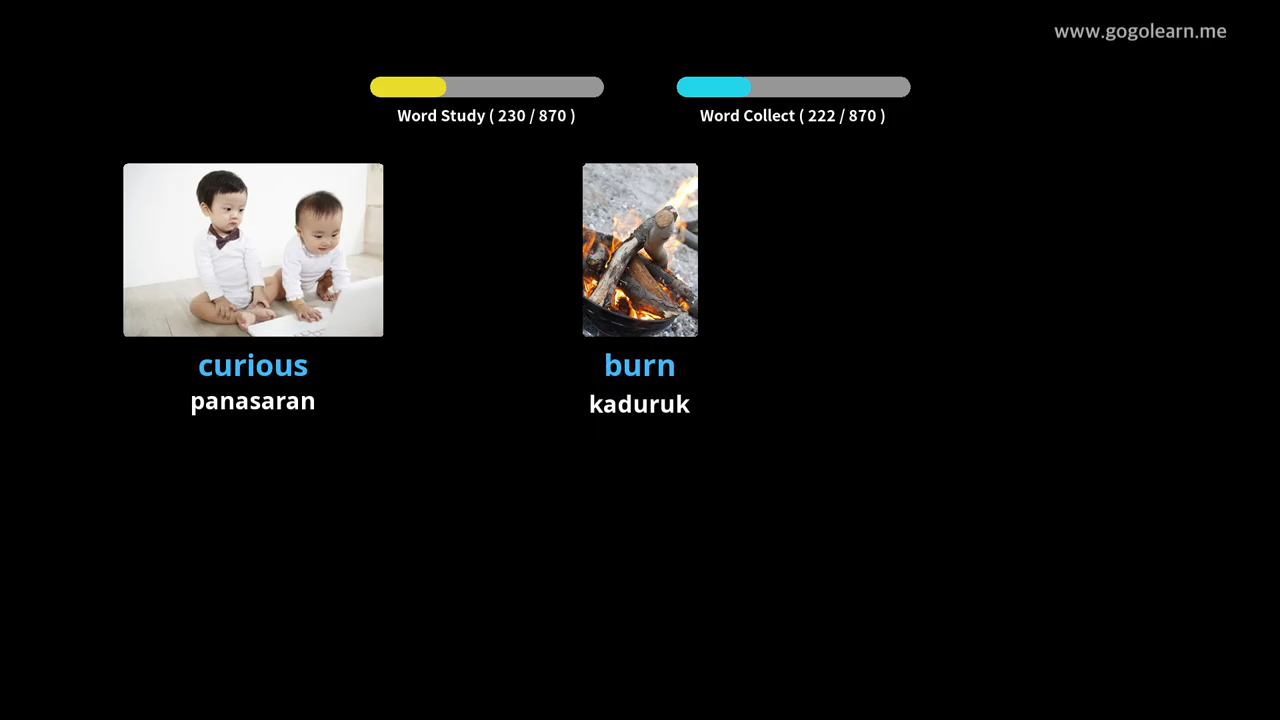 www.gogolearn.me
Word Study ( 230 / 870 )
Word Collect ( 222 / 870 )
curious
panasaran
burn
kaduruk